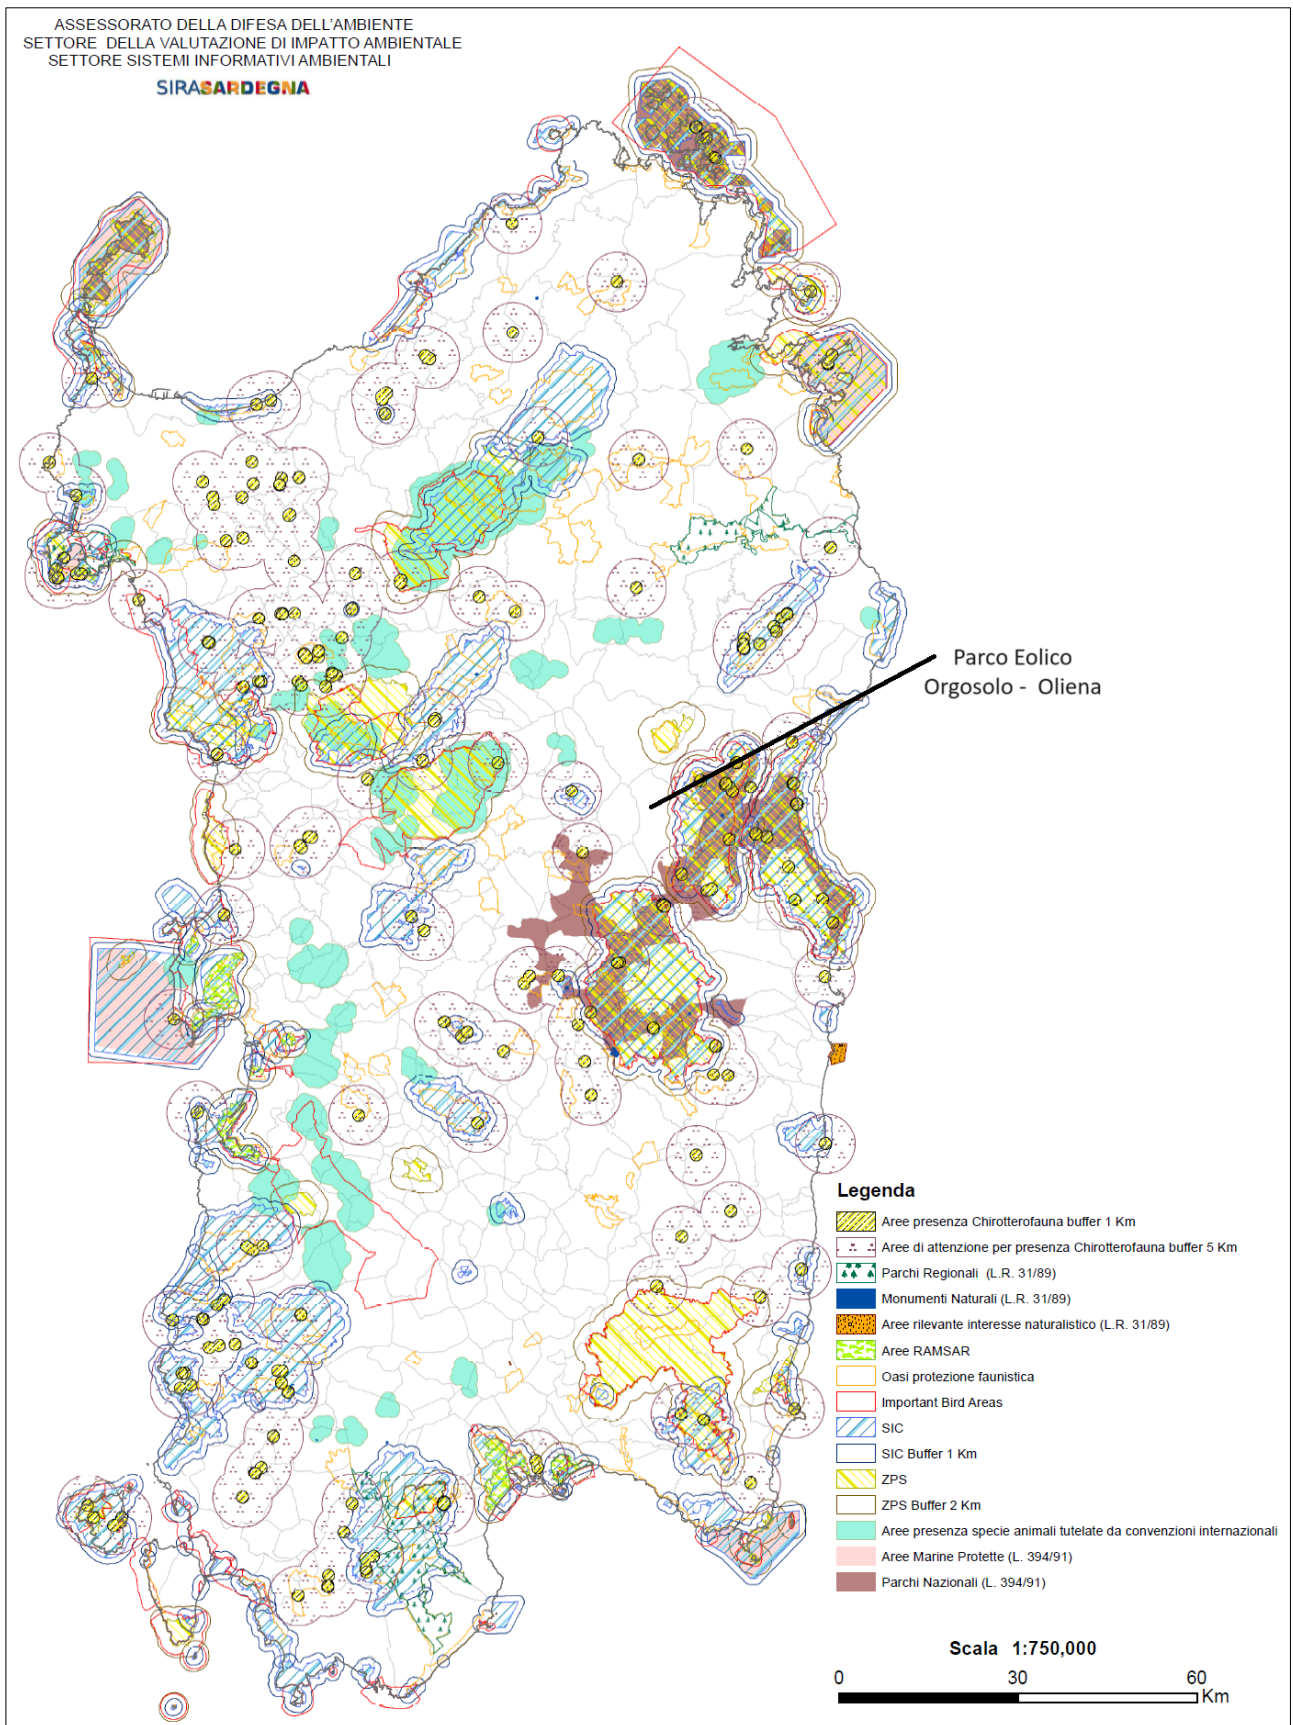 ASSESSORATO DELLA DIFESA DELL'AMBIENTE
SETTORE DELLA VALUTAZIONE DI IMPATTO AMBIENTALE
SETTORE SISTEMI INFORMATIVI AMBIENTALI
SIRASARDEGNA
Parco Eolico
Orgosolo - Oliena
Legenda
Aree presenza Chirotterofauna buffer 1 Km
Aree di attenzione per presenza Chirotterofauna buffer 5 Km
Parchi Regionali (L.R. 31/89)
Monumenti Naturali (L.R. 31/89)
Aree rilevante interesse naturalistico (L.R. 31/89)
Aree RAMSAR
Oasi protezione faunistica
Important Bird Areas
SIC
SIC Buffer 1 Km
ZPS
ZPS Buffer 2 Km
Aree presenza specie animali tutelate da convenzioni internazionali
Aree Marine Protette (L. 394/91)
Parchi Nazionali (L. 394/91)
Scala 1:750,000
0 30 60
Km